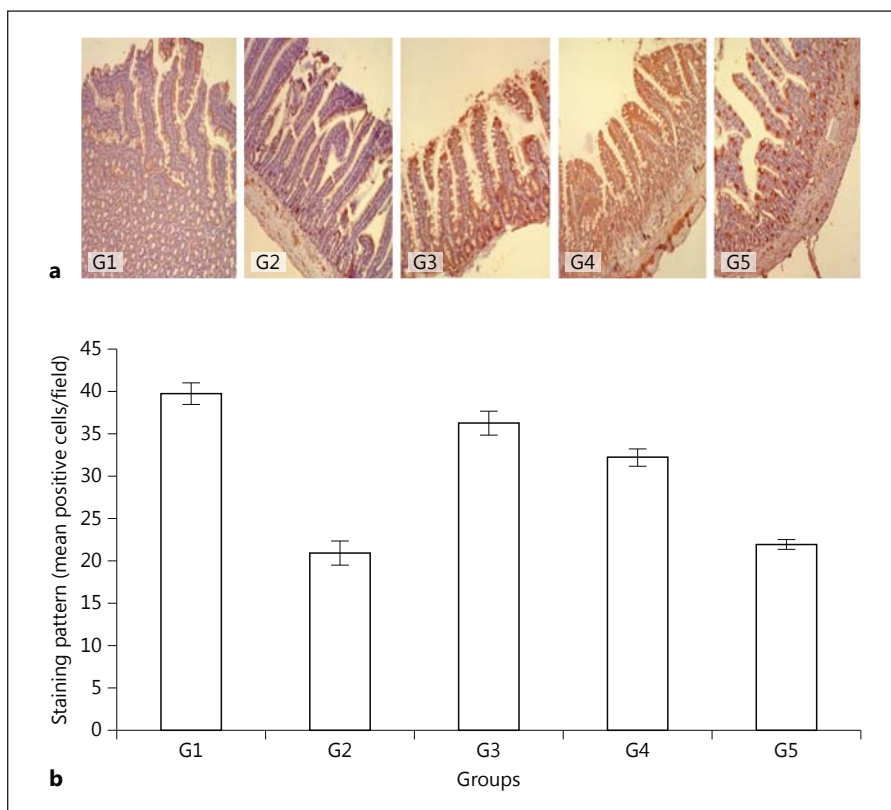 G1
G2
G3
G4
G5
a
45
40
35
30
25
20
15
10
5
0
Staining pattern (mean positive cells/field)
G1
G2
G3
G4
G5
Groups
b